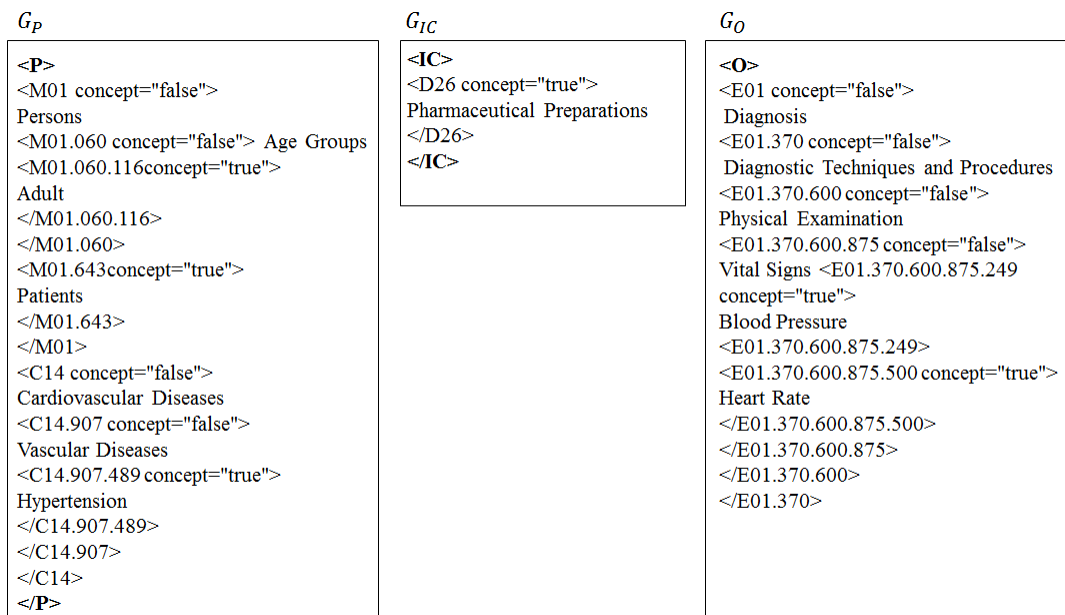 G_P
<P>
<M01 concept="false">
Persons
<M01.060 concept="false"> Age Groups
<M01.060.116concept="true">
Adult
</M01.060.116>
</M01.060>
<M01.643concept="true">
Patients
</M01.643>
</M01>
<C14 concept="false">
Cardiovascular Diseases
<C14.907 concept="false">
Vascular Diseases
<C14.907.489 concept="true">
Hypertension
</C14.907.489>
</C14.907>
</C14>
</P>
G_IC
<IC>
<D26 concept="true">
Pharmaceutical Preparations
</D26>
</IC>
G_O
<O>
<E01 concept="false">
Diagnosis
<E01.370 concept="false">
Diagnostic Techniques and Procedures
<E01.370.600 concept="false">
Physical Examination
<E01.370.600.875 concept="false">
Vital Signs <E01.370.600.875.249
concept="true">
Blood Pressure
<E01.370.600.875.249>
<E01.370.600.875.500 concept="true">
Heart Rate
</E01.370.600.875.500>
</E01.370.600.875>
</E01.370.600>
</E01.370>